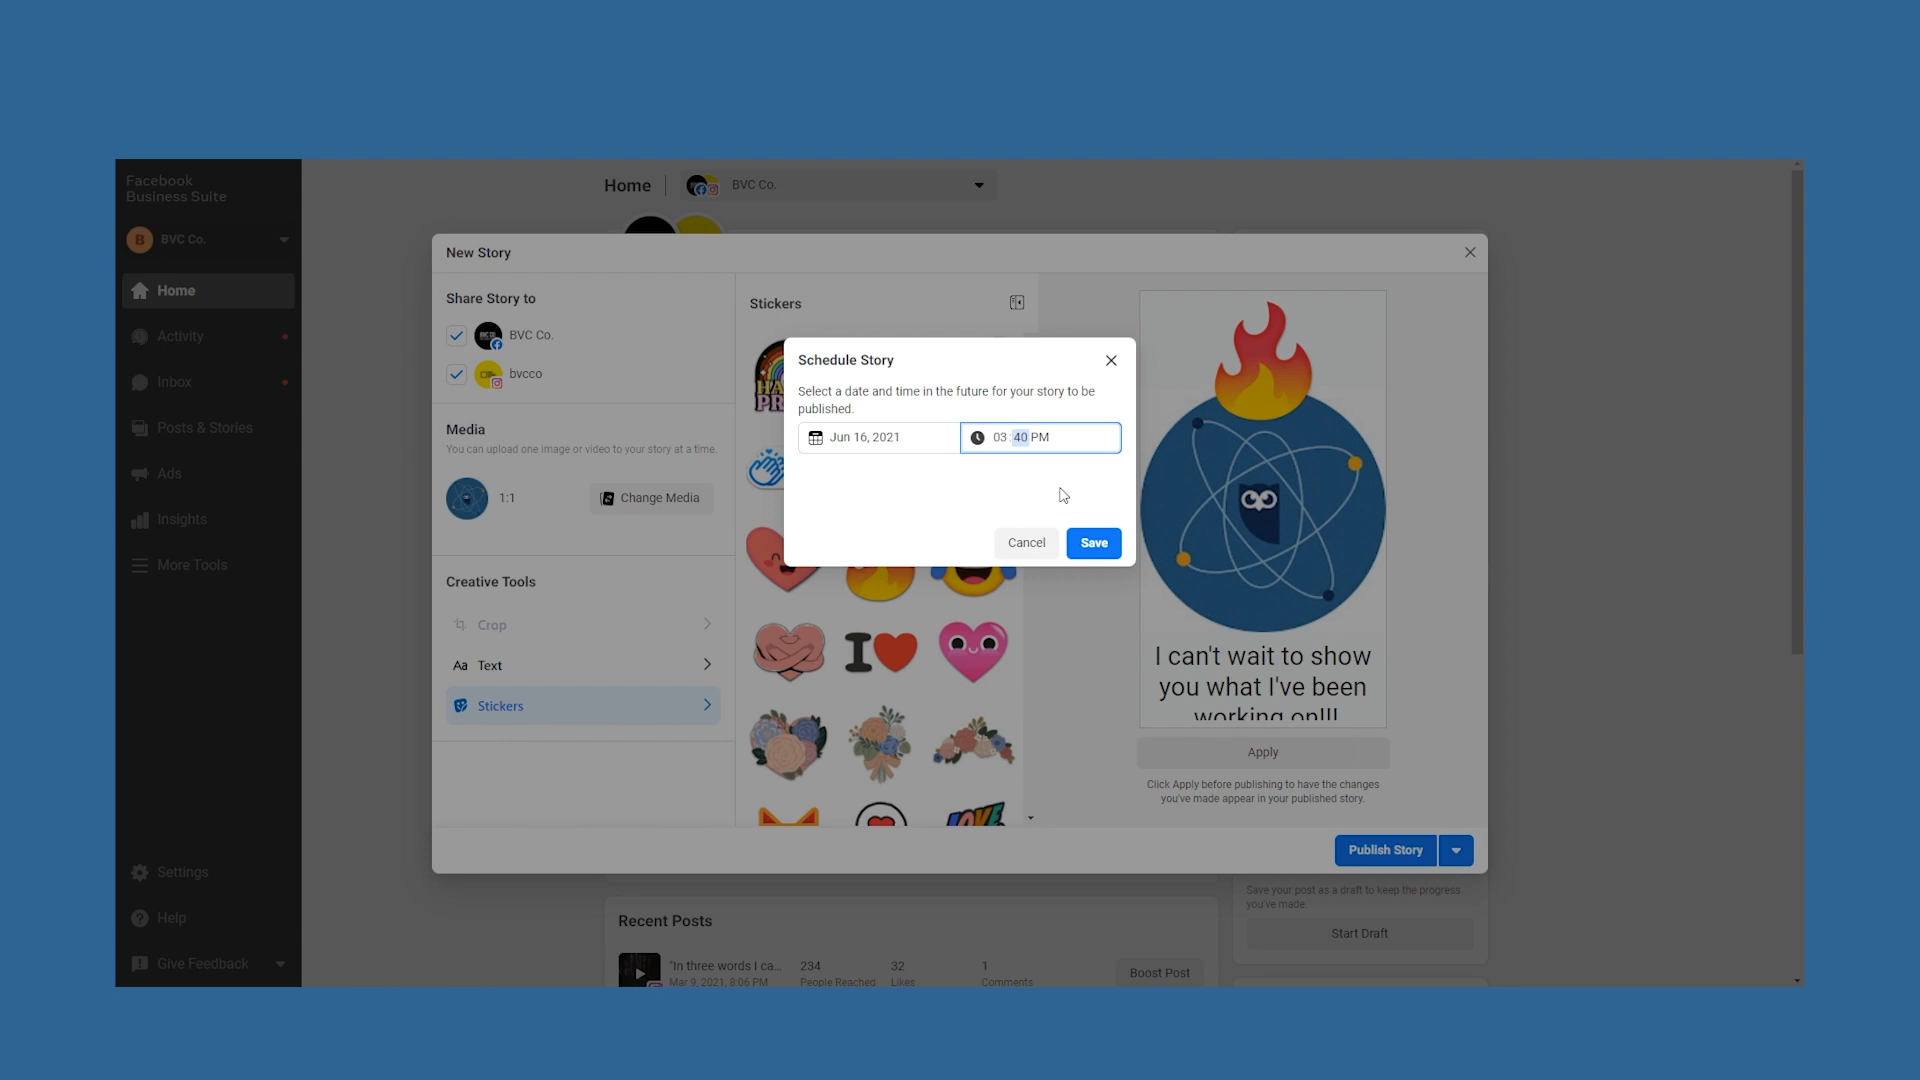 Facebook
Business Suite
B BVC Co.
Home
Activity
Inbox
Posts & Stories
Ads
Insights
More Tools
Settings
Help
Give Feedback
Home
BVC Co.
New Story
Share Story to
BVC Co.
bvcco
Media
You can upload one image or video to your story at a time.
1:1
Change Media
Creative Tools
Crop
Aa Text
Stickers
Stickers
HA
PR
I
LOVE
Schedule Story
Select a date and time in the future for your story to be
published.
Jun 16, 2021
03:40 PM
Cancel
Save
I can't wait to show
you what I've been
working on!!!
Apply
Click Apply before publishing to have the changes
you've made appear in your published story.
Publish Story
Save your post as a draft to keep the progress
you've made.
Start Draft
Recent Posts
"In three words I ca...
234
32
1
Mar 9, 2021, 8:06 PM
People Reached
Likes
Comments
Boost Post